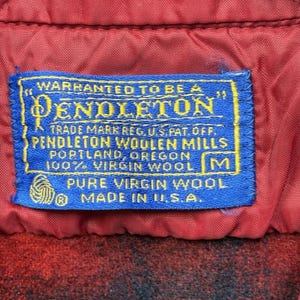 "WARRANTED TO BE A
PENDLETON"
TRADE MARK REG. U.S. PAT. OFF.
PENDLETON WOOLEN MILLS
PORTLAND, OREGON
100% VIRGIN WOOL M
PURE VIRGIN WOOL
® MADE IN U.S.A.